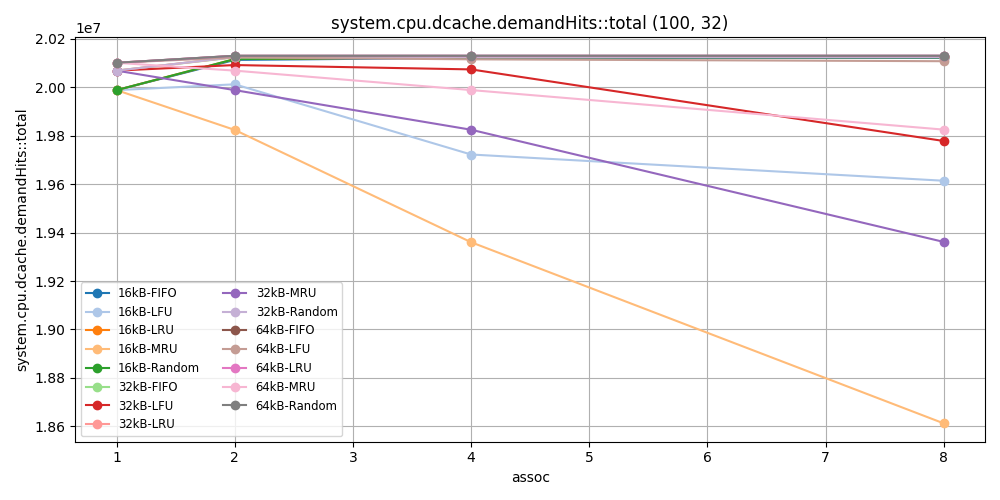 system.cpu.dcache.demandHits::total (100, 32)
1e7
2.02
2.00
1.98
1.96
1.94
1.92
1.90
1.88
1.86
system.cpu.dcache.demandHits::total
16kB-FIFO
16kB-LFU
16kB-LRU
16kB-MRU
16kB-Random
32kB-FIFO
32kB-LFU
32kB-LRU
32kB-MRU
32kB-Random
64kB-FIFO
64kB-LFU
64kB-LRU
64kB-MRU
64kB-Random
1 2 3 4 5 6 7 8
assoc